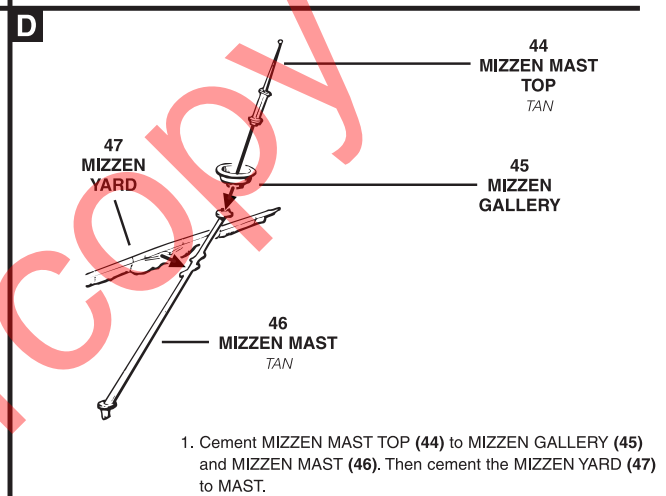 D
44
MIZZEN MAST
TOP
TAN
47
MIZZEN
YARD
45
MIZZEN
GALLERY
46
MIZZEN MAST
TAN
1. Cement MIZZEN MAST TOP (44) to MIZZEN GALLERY (45)
and MIZZEN MAST (46). Then cement the MIZZEN YARD (47)
to MAST.
copy